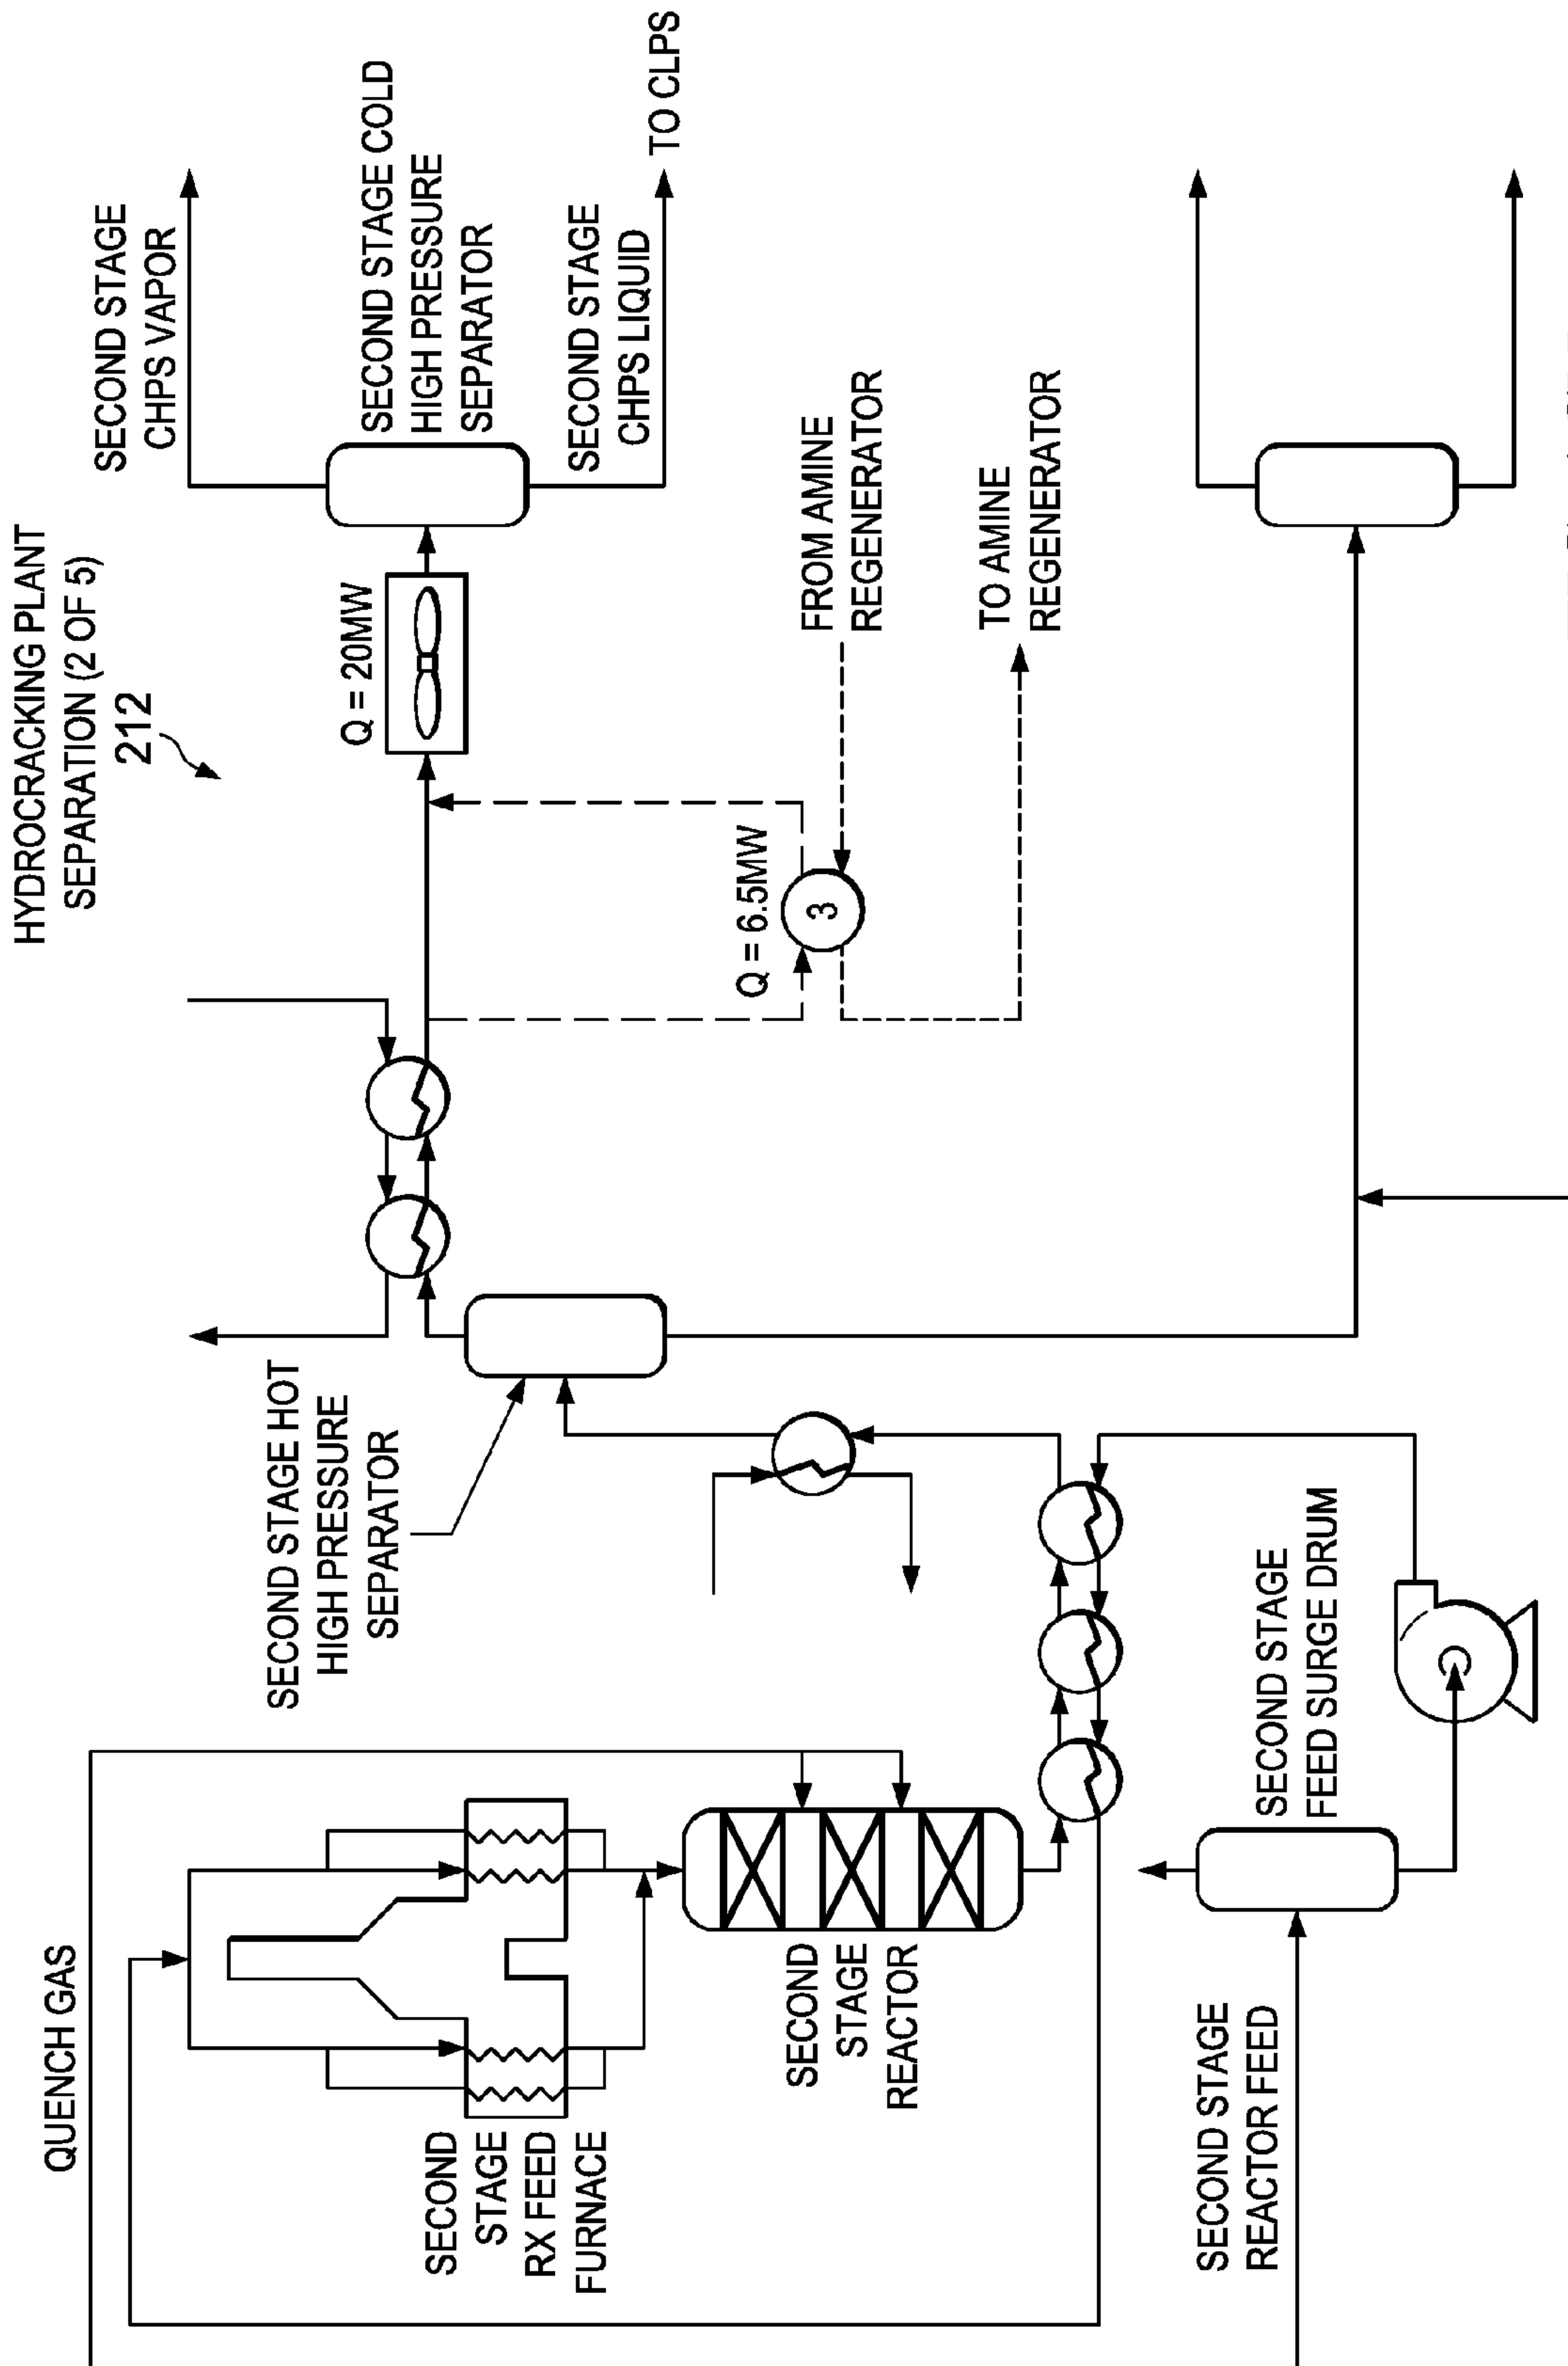 HYDROCRACKING PLANT
SEPARATION (2 OF 5)
212
QUENCH GAS
SECOND
STAGE
RX FEED
FURNACE
SECOND
STAGE
REACTOR
SECOND STAGE
REACTOR FEED
SECOND STAGE
FEED SURGE DRUM
SECOND STAGE HOT
HIGH PRESSURE
SEPARATOR
Q = 20MW
Q = 6.5MW
3
FROM AMINE
REGENERATOR
TO AMINE
REGENERATOR
SECOND STAGE
CHPS VAPOR
SECOND STAGE COLD
HIGH PRESSURE
SEPARATOR
SECOND STAGE
CHPS LIQUID
TO CLPS